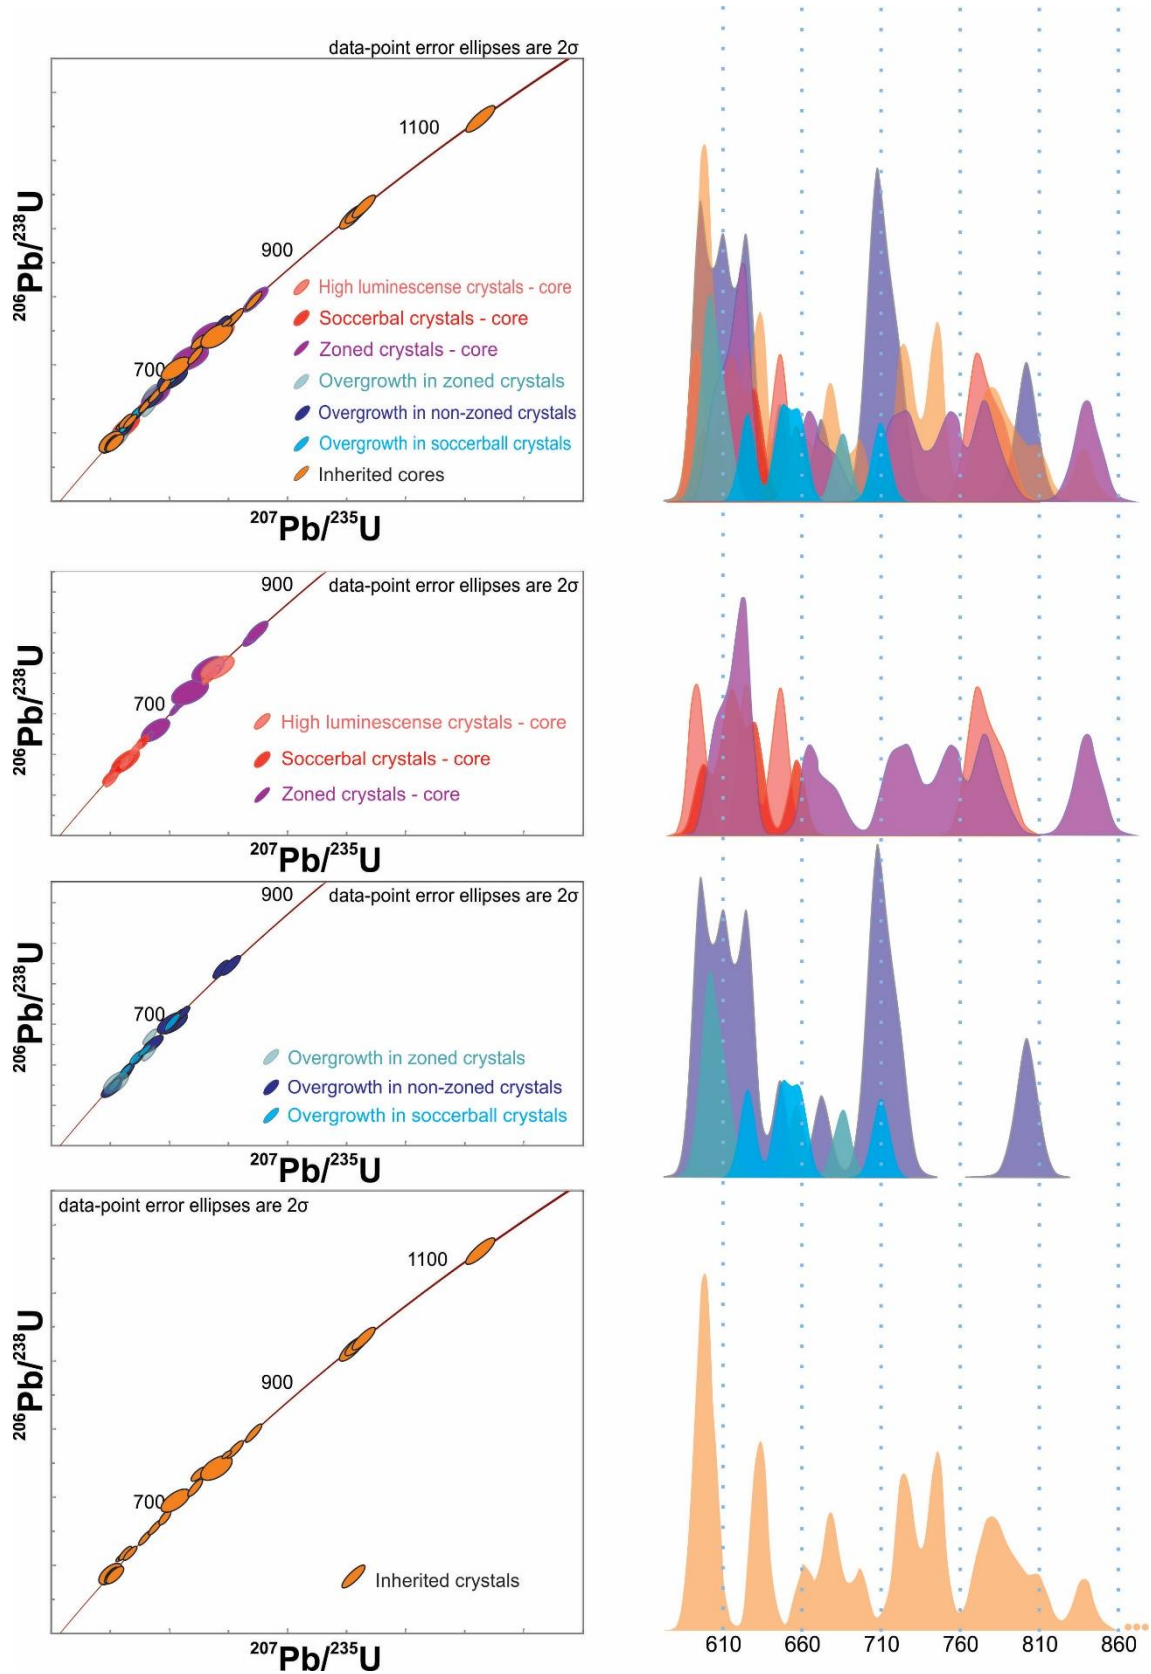 data-point error ellipses are 2σ
1100
900
700
High luminescense crystals - core
Soccerbal crystals - core
Zoned crystals - core
Overgrowth in zoned crystals
Overgrowth in non-zoned crystals
Overgrowth in soccerball crystals
Inherited cores
²⁰⁶Pb/²³⁸U
²⁰⁷Pb/²³⁵U
900
data-point error ellipses are 2σ
700
High luminescense crystals - core
Soccerbal crystals - core
Zoned crystals - core
²⁰⁶Pb/²³⁸U
²⁰⁷Pb/²³⁵U
900
data-point error ellipses are 2σ
700
Overgrowth in zoned crystals
Overgrowth in non-zoned crystals
Overgrowth in soccerball crystals
²⁰⁶Pb/²³⁸U
²⁰⁷Pb/²³⁵U
data-point error ellipses are 2σ
1100
900
700
Inherited crystals
²⁰⁶Pb/²³⁸U
²⁰⁷Pb/²³⁵U
610 660 710 760 810 860